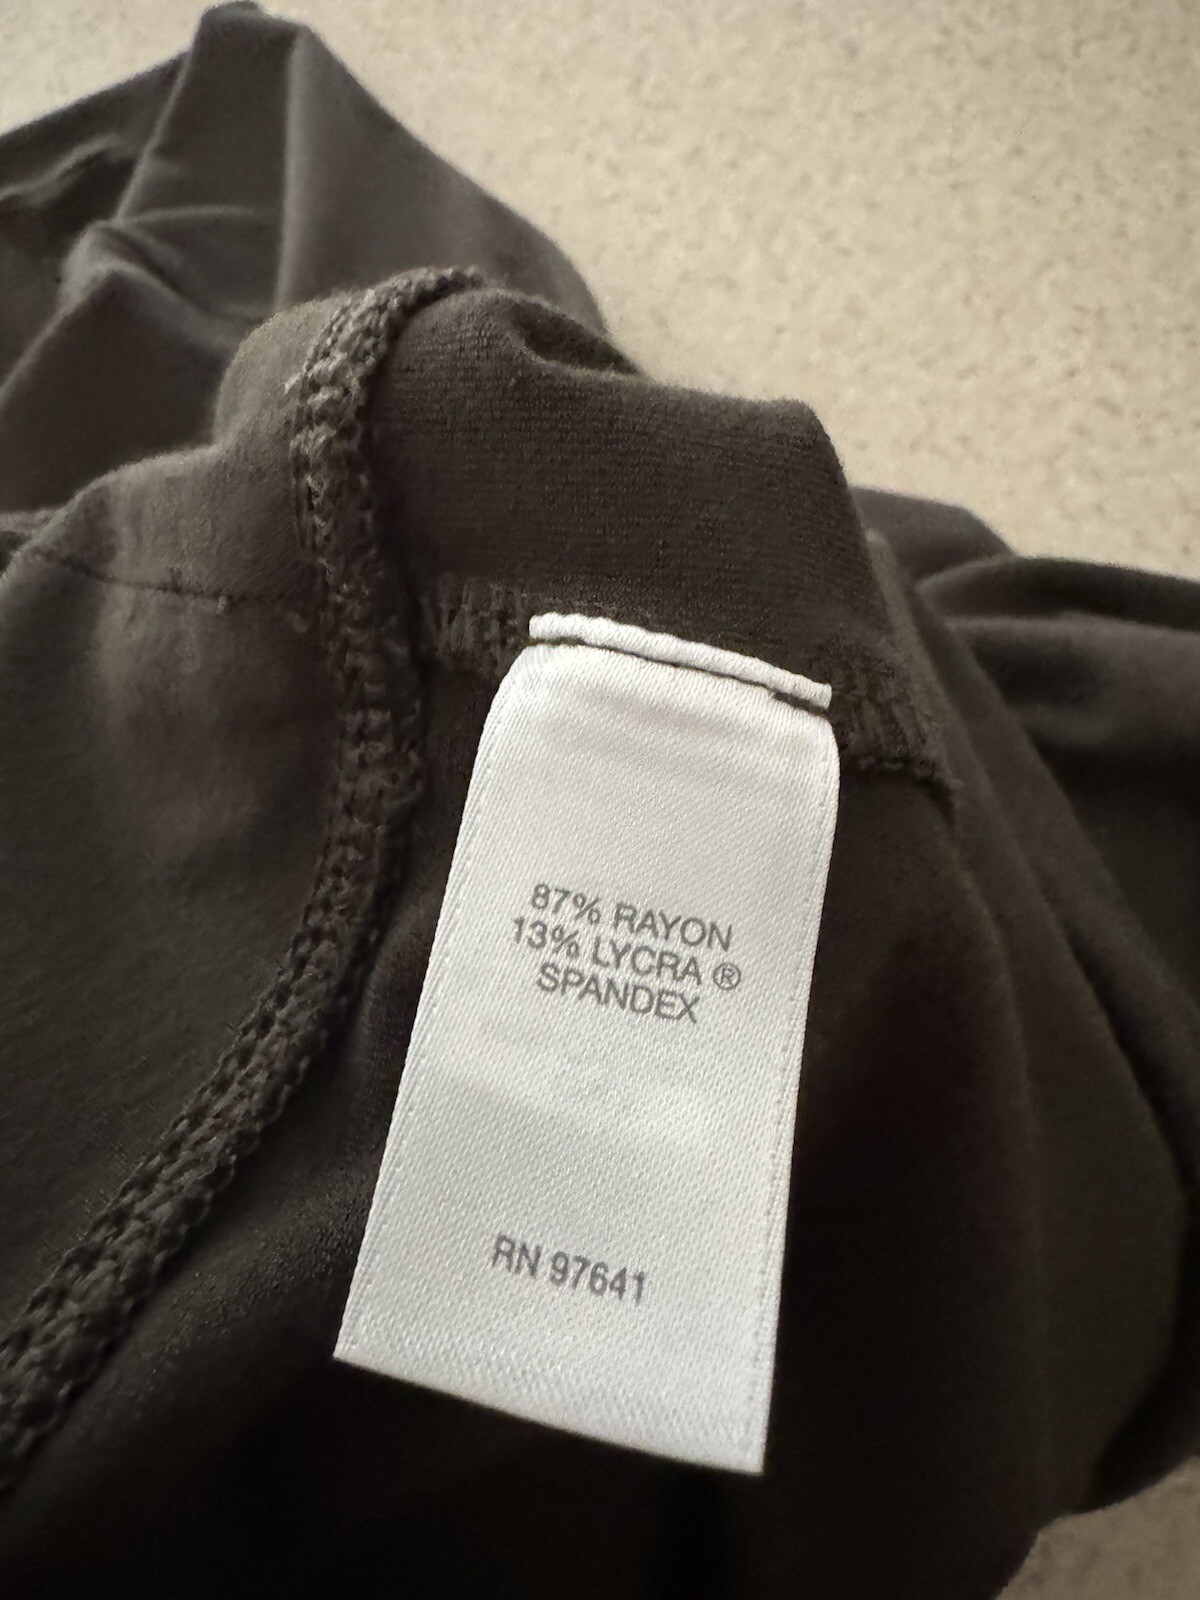 87% RAYON
13% LYCRA ®
SPANDEX
RN 97641